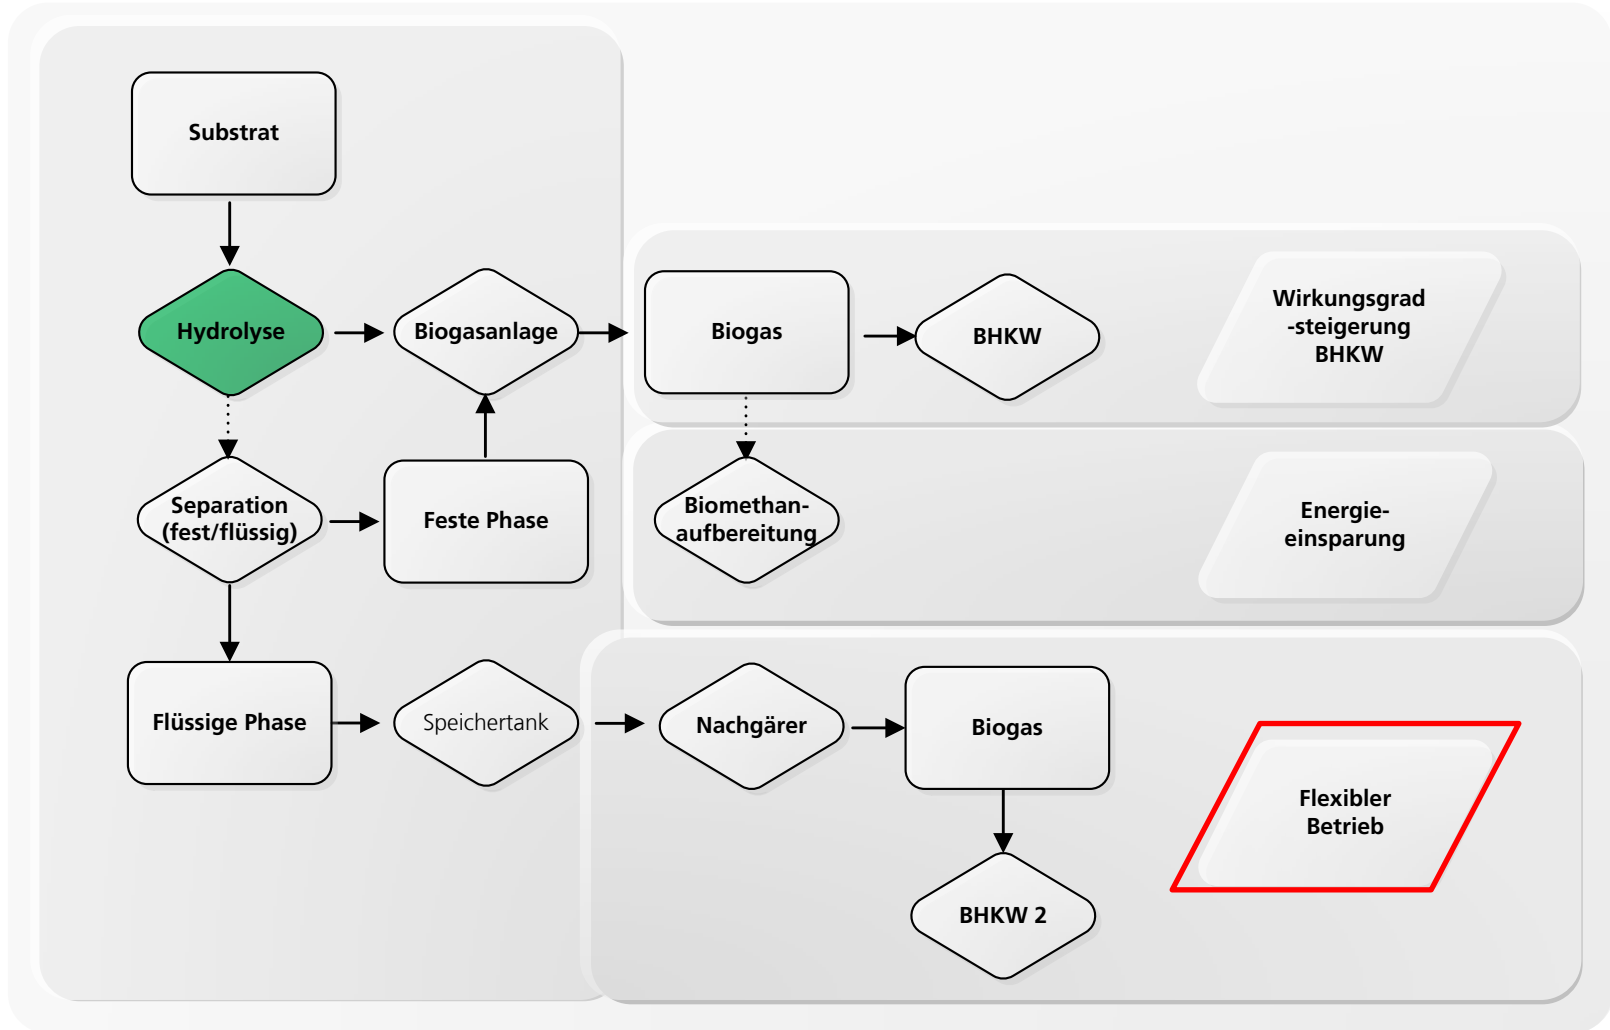 Substrat
Hydrolyse
Biogasanlage
Biogas
BHKW
Wirkungsgrad
-steigerung
BHKW
Separation
(fest/flüssig)
Feste Phase
Biomethan-
aufbereitung
Energie-
einsparung
Flüssige Phase
Speichertank
Nachgärer
Biogas
Flexibler
Betrieb
BHKW 2